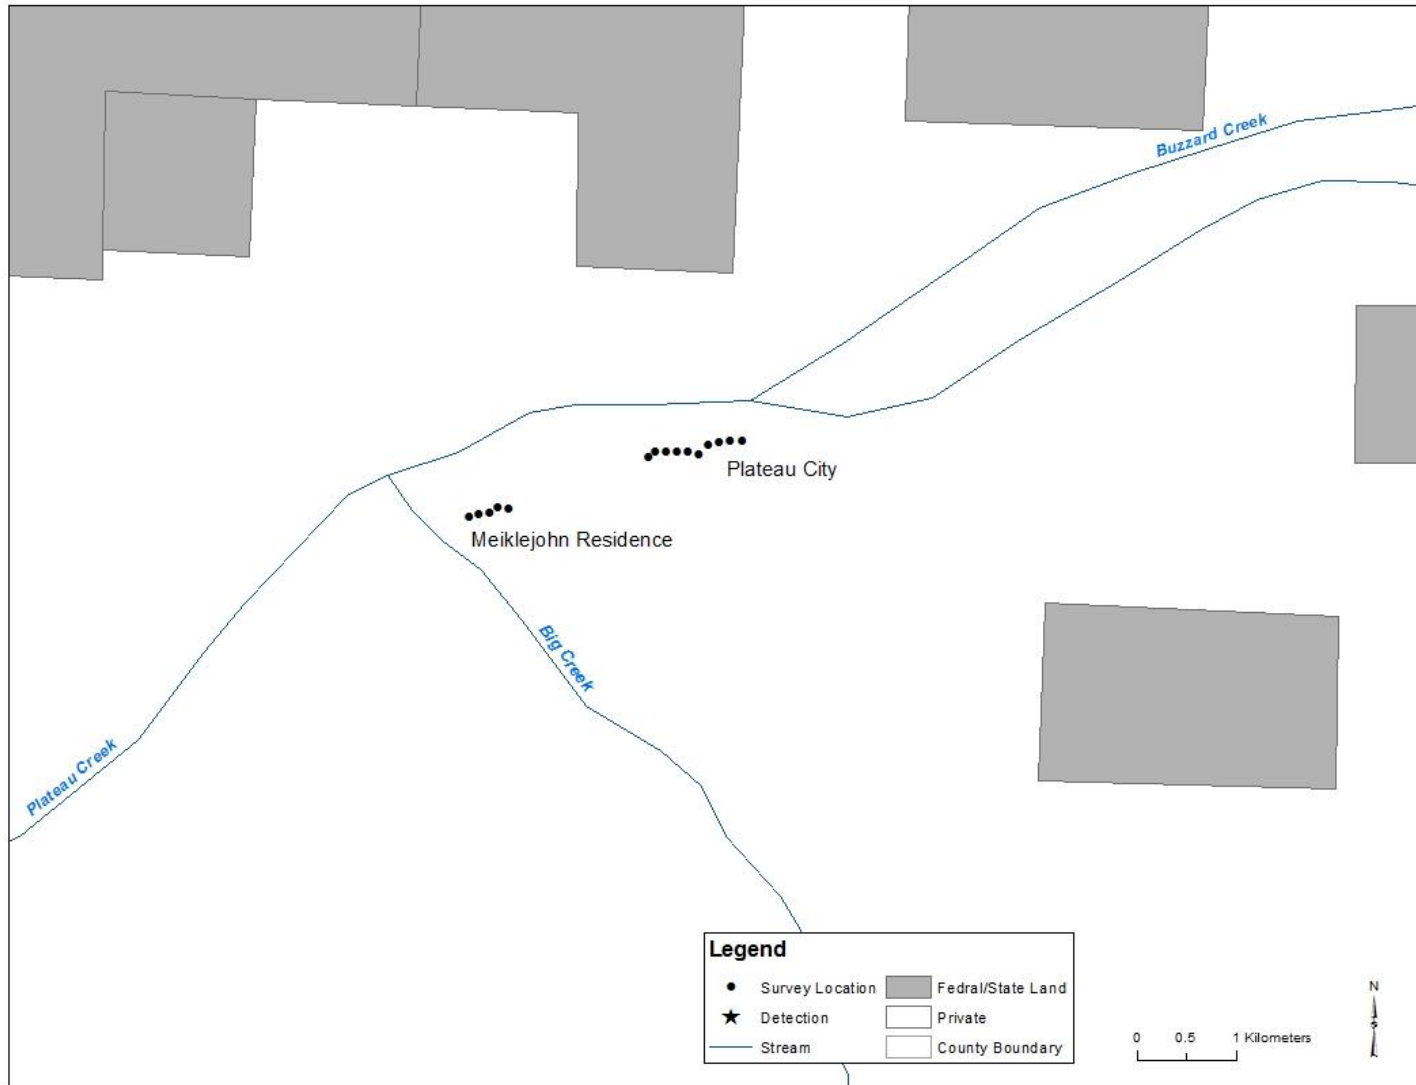 Buzzard Creek
Plateau City
Meiklejohn Residence
Big Creek
Plateau Creek
Legend
Survey Location
Fedral/State Land
Detection
Private
Stream
County Boundary
N
S
0 0.5 1 Kilometers